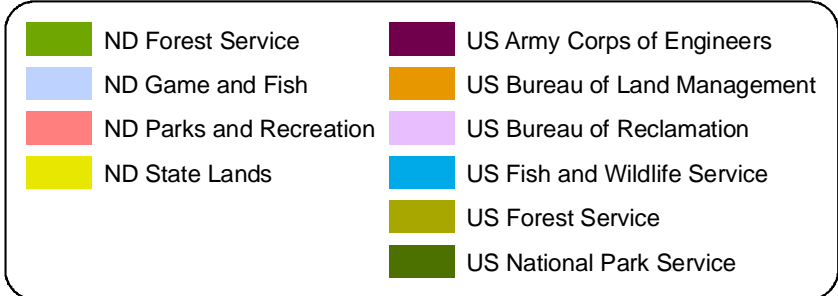 ND Forest Service
ND Game and Fish
ND Parks and Recreation
ND State Lands
US Army Corps of Engineers
US Bureau of Land Management
US Bureau of Reclamation
US Fish and Wildlife Service
US Forest Service
US National Park Service